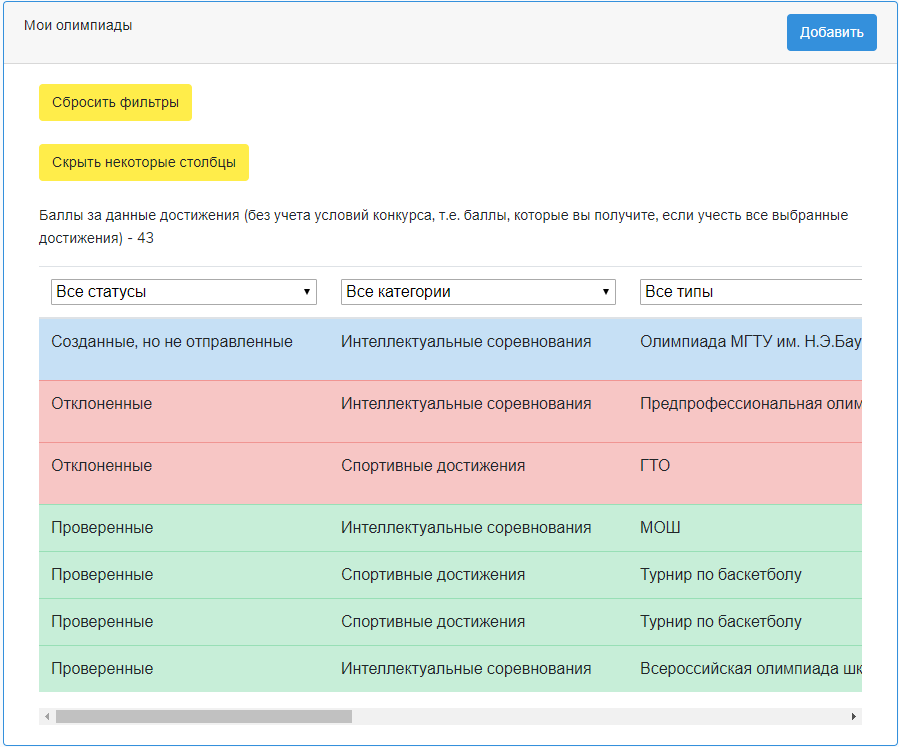 Мои олимпиады
Добавить
Сбросить фильтры
Скрыть некоторые столбцы
Баллы за данные достижения (без учета условий конкурса, т.е. баллы, которые вы получите, если учесть все выбранные
достижения) - 43
Все статусы Все категории Все типы
Созданные, но не отправленные Интеллектуальные соревнования Олимпиада МГТУ им. Н.Э.Бау
Отклоненные Интеллектуальные соревнования Предпрофессиональная олим
Отклоненные Спортивные достижения ГТО
Проверенные Интеллектуальные соревнования МОШ
Проверенные Спортивные достижения Турнир по баскетболу
Проверенные Спортивные достижения Турнир по баскетболу
Проверенные Интеллектуальные соревнования Всероссийская олимпиада шк